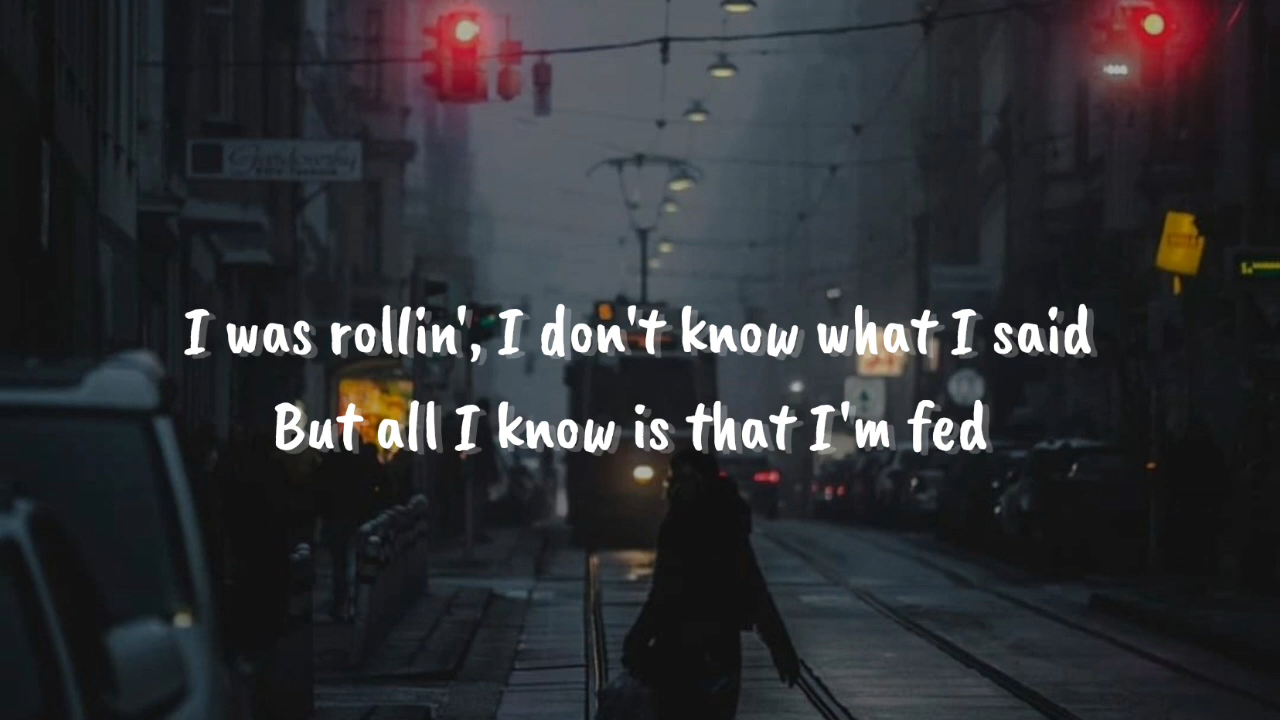 I was rollin', I don't know what I said
But all I know is that I'm fed